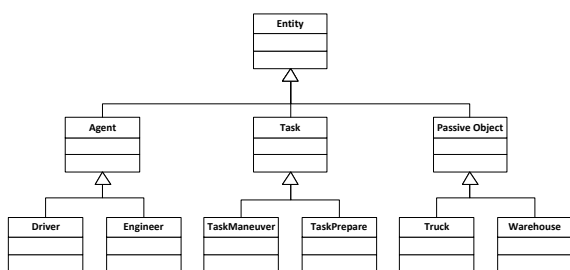 Entity
Agent
Task
Passive Object
Driver
Engineer
TaskManeuver
TaskPrepare
Truck
Warehouse